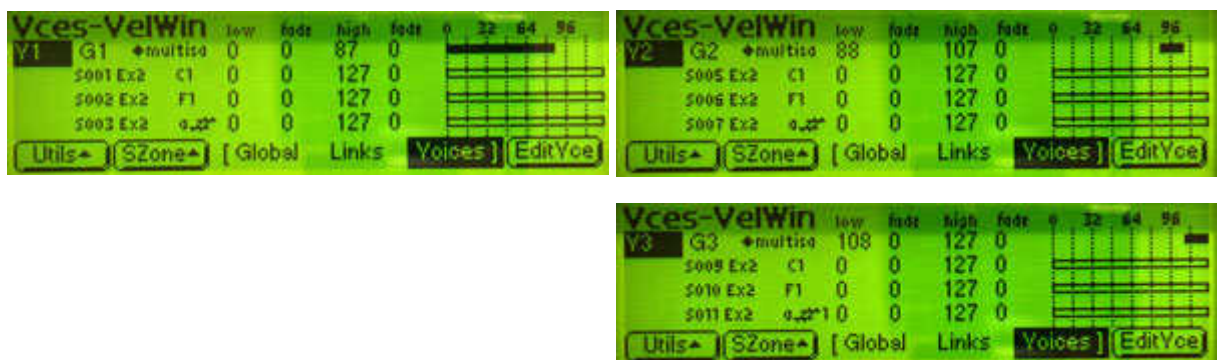 Vces-VelWin low fade high fade 0 32 64 96
V1 G1 ◆multisa 0 0 87 0
S001 Ex2 C1 0 0 127 0
S002 Ex2 F1 0 0 127 0
S003 Ex2 0 0 127 0
Utils SZone [ Global Links Voices ] EditVce
Vces-VelWin low fade high fade 0 32 64 96
V2 G2 ◆multisa 88 0 107 0
S005 Ex2 C1 0 0 127 0
S006 Ex2 F1 0 0 127 0
S007 Ex2 0 0 127 0
Utils SZone [ Global Links Voices ] EditVce
Vces-VelWin low fade high fade 0 32 64 96
V3 G3 ◆multisa 108 0 127 0
S009 Ex2 C1 0 0 127 0
S010 Ex2 F1 0 0 127 0
S011 Ex2 0 0 127 0
Utils SZone [ Global Links Voices ] EditVce